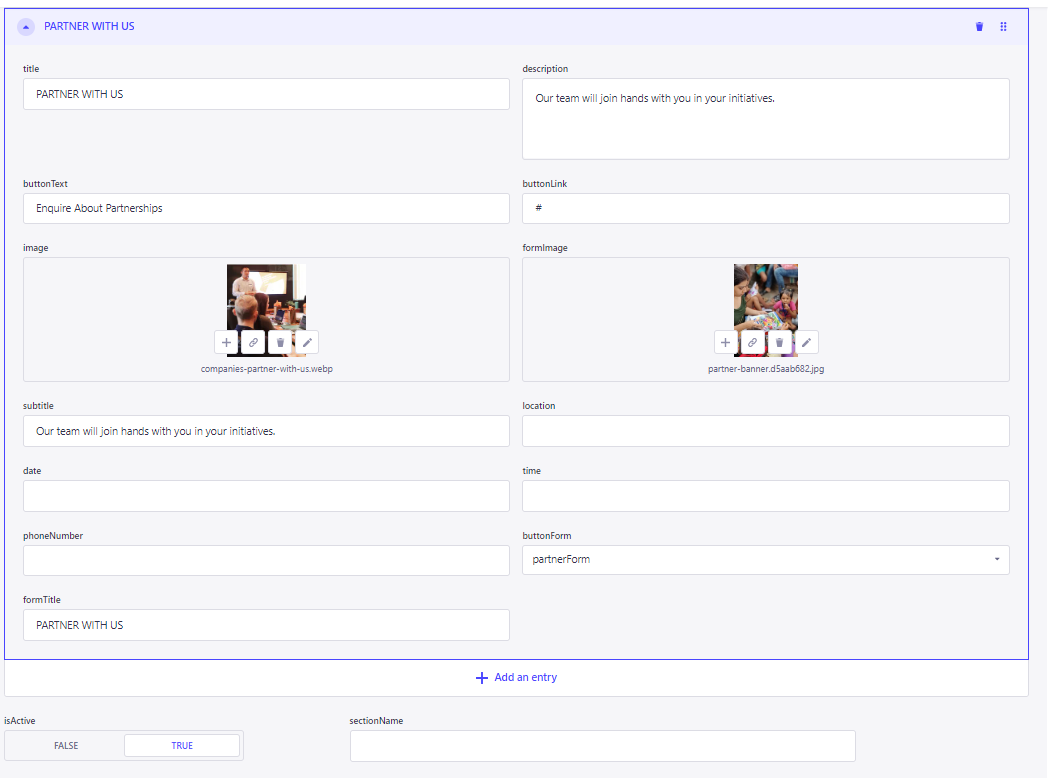 PARTNER WITH US
title
description
PARTNER WITH US
Our team will join hands with you in your initiatives.
buttonText
buttonLink
Enquire About Partnerships
#
image
formImage
companies-partner-with-us.webp
partner-banner.d5aab682.jpg
subtitle
location
Our team will join hands with you in your initiatives.
date
time
phoneNumber
buttonForm
partnerForm
formTitle
PARTNER WITH US
Add an entry
isActive
sectionName
FALSE
TRUE